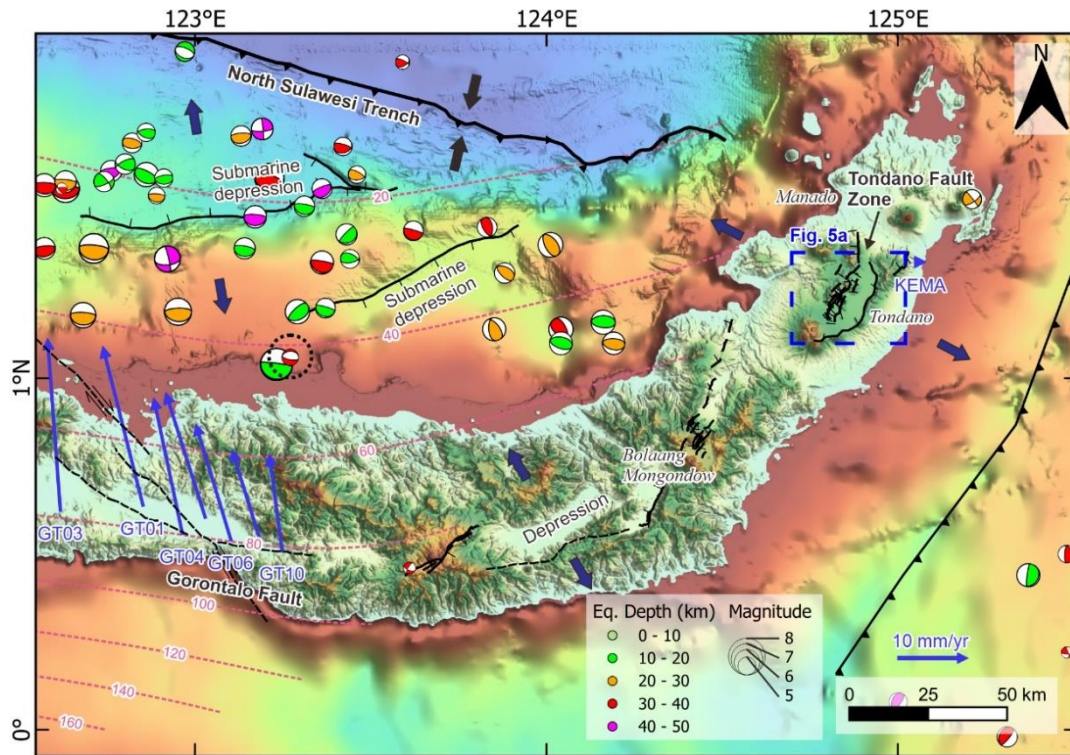 123°E
124°E
125°E
N
North Sulawesi Trench
Submarine
depression
20
Manado
Tondano Fault
Zone
Fig. 5a
KEMA
Submarine
depression
Tondano
40
1°N
60
Bolaang
Mongondow
Depression
GT03
GT01
80
GT04
GT06
GT10
Gorontalo Fault
100
120
140
160
0°
Eq. Depth (km)
0 - 10
10 - 20
20 - 30
30 - 40
40 - 50
Magnitude
8
7
6
5
10 mm/yr
0
25
50 km